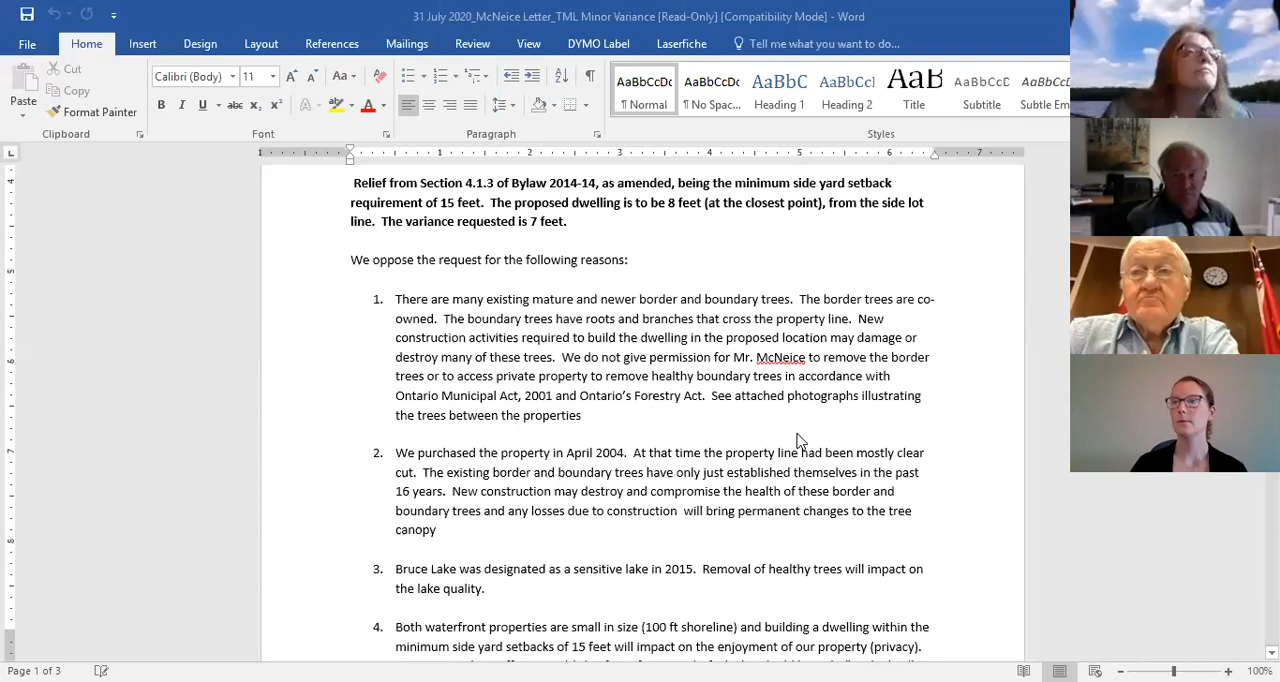 31 July 2020_McNeice Letter_TML Minor Variance [Read-Only] [Compatibility Mode] - Word
File Home Insert Design Layout References Mailings Review View DYMO Label Laserfiche Tell me what you want to do...
Paste
Cut
Copy
Format Painter
Clipboard
Calibri (Body) 11
Font
Paragraph
AaBbCcDc AaBbCcDc AaBbC AaBbCcI AaB AaBbCcD AaBbCcD
¶ Normal ¶ No Spac... Heading 1 Heading 2 Title Subtitle Subtle Em
Styles
1 1 2 3 4 5 6 7
Relief from Section 4.1.3 of Bylaw 2014-14, as amended, being the minimum side yard setback
requirement of 15 feet. The proposed dwelling is to be 8 feet (at the closest point), from the side lot
line. The variance requested is 7 feet.
We oppose the request for the following reasons:
1. There are many existing mature and newer border and boundary trees. The border trees are co-
owned. The boundary trees have roots and branches that cross the property line. New
construction activities required to build the dwelling in the proposed location may damage or
destroy many of these trees. We do not give permission for Mr. McNeice to remove the border
trees or to access private property to remove healthy boundary trees in accordance with
Ontario Municipal Act, 2001 and Ontario's Forestry Act. See attached photographs illustrating
the trees between the properties
2. We purchased the property in April 2004. At that time the property line had been mostly clear
cut. The existing border and boundary trees have only just established themselves in the past
16 years. New construction may destroy and compromise the health of these border and
boundary trees and any losses due to construction will bring permanent changes to the tree
canopy
3. Bruce Lake was designated as a sensitive lake in 2015. Removal of healthy trees will impact on
the lake quality.
4. Both waterfront properties are small in size (100 ft shoreline) and building a dwelling within the
minimum side yard setbacks of 15 feet will impact on the enjoyment of our property (privacy).
Page 1 of 3
100%